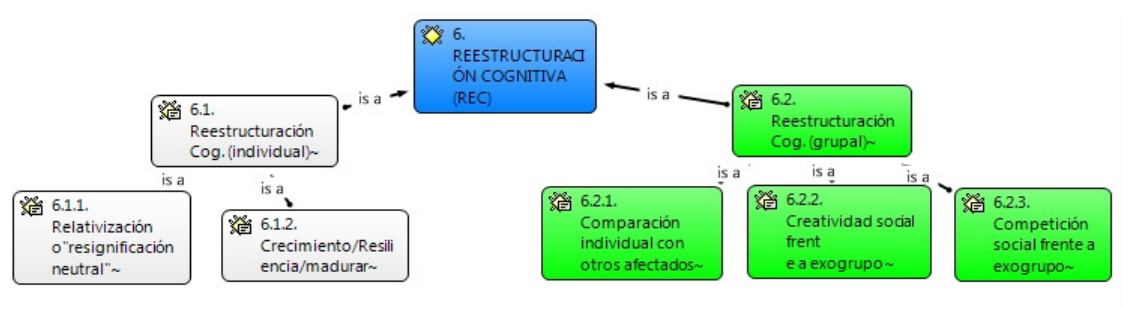 6.
REESTRUCTURACI
ÓN COGNITIVA
(REC)
is a
is a
6.1.
Reestructuración
Cog. (individual)~
6.2.
Reestructuración
Cog. (grupal)~
is a
is a
is a
is a
is a
6.1.1.
Relativización
o"resignificación
neutral"~
6.1.2.
Crecimiento/Resili
encia/madurar~
6.2.1.
Comparación
individual con
otros afectados~
6.2.2.
Creatividad social
frent
e a exogrupo~
6.2.3.
Competición
social frente a
exogrupo~